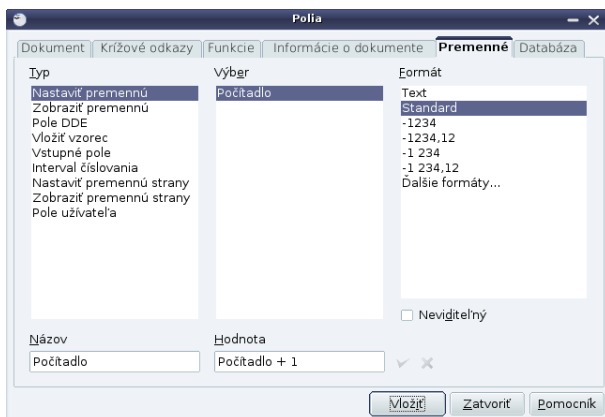 Polia
Dokument Krížové odkazy Funkcie Informácie o dokumente Premenné Databáza
Typ
Nastaviť premennú
Zobraziť premennú
Pole DDE
Vložiť vzorec
Vstupné pole
Interval číslovania
Nastaviť premennú strany
Zobraziť premennú strany
Pole užívateľa
Výber
Počítadlo
Formát
Text
Standard
-1234
-1234,12
-1 234
-1 234,12
Ďalšie formáty...
Neviditeľný
Názov
Počítadlo
Hodnota
Počítadlo + 1
Vložiť Zatvoriť Pomocník